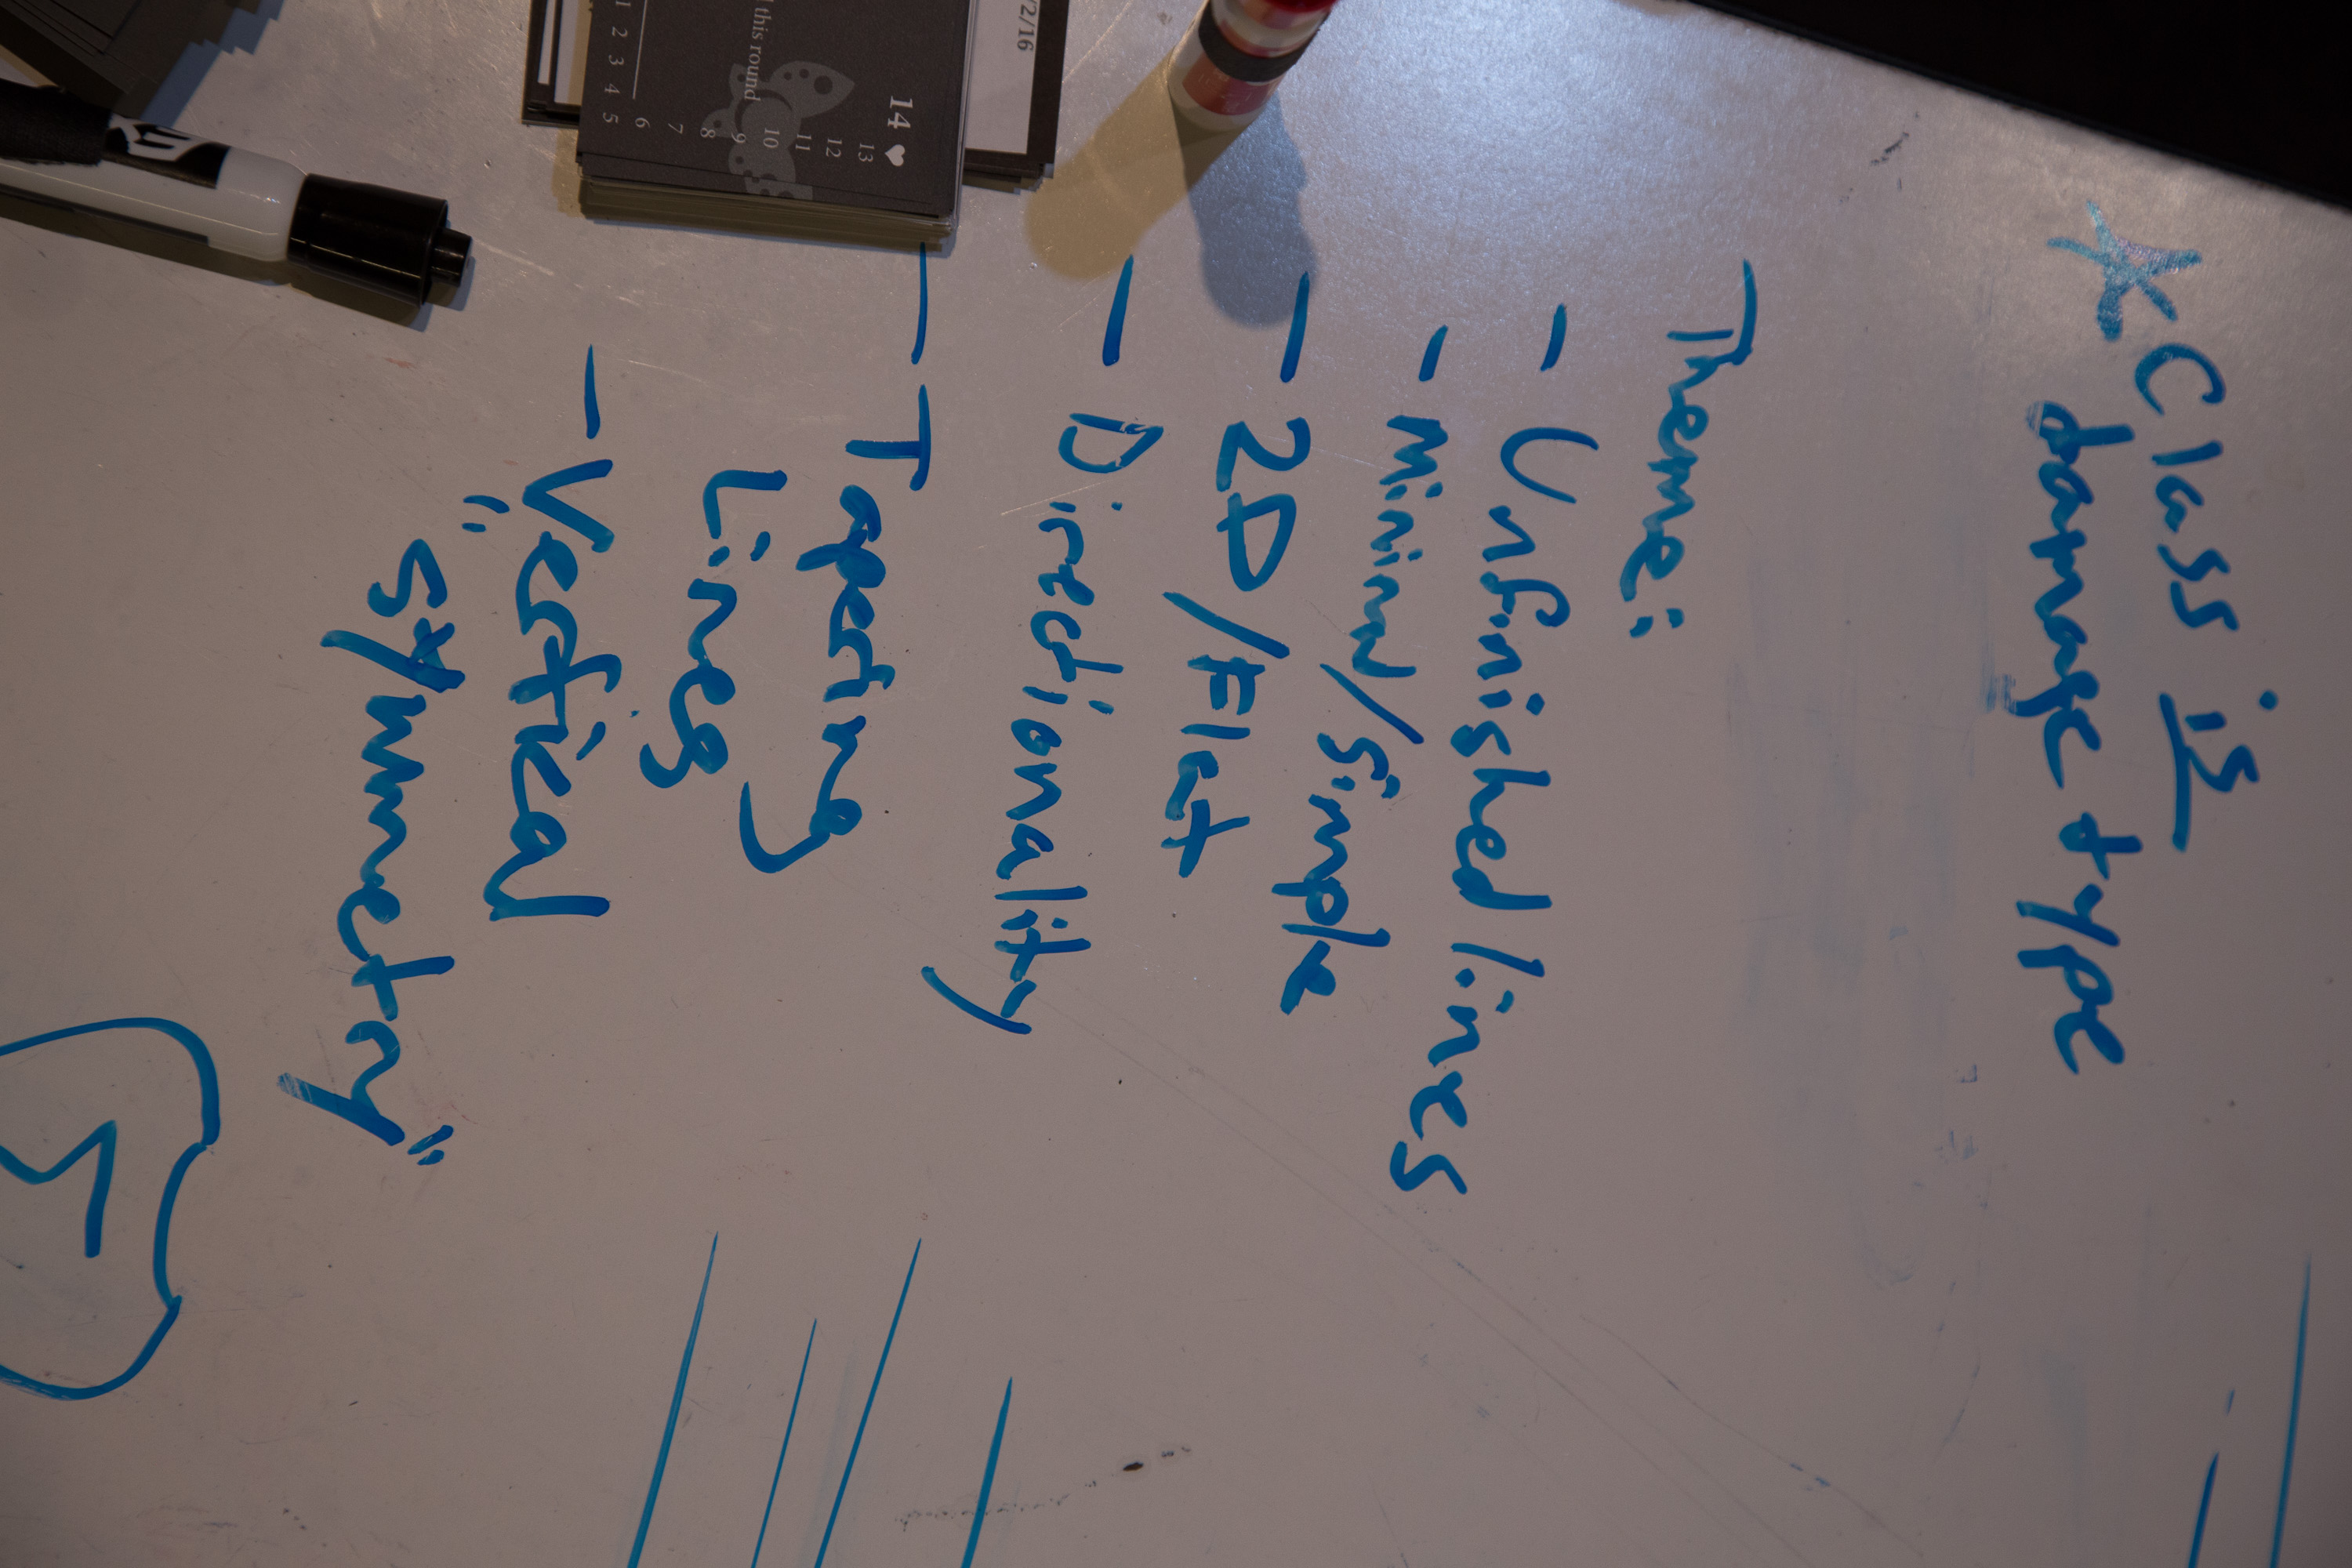 * Class is
damage type
Theme:
- Unfinished lines
- Minimal/Simple
- 2D/Flat
- Directionality
- Tapering
Lines
- Vertical
"symmetry"
72/16
14 ♥
13
12
11
10
9
8
7
6
1 2 3 4 5
this round